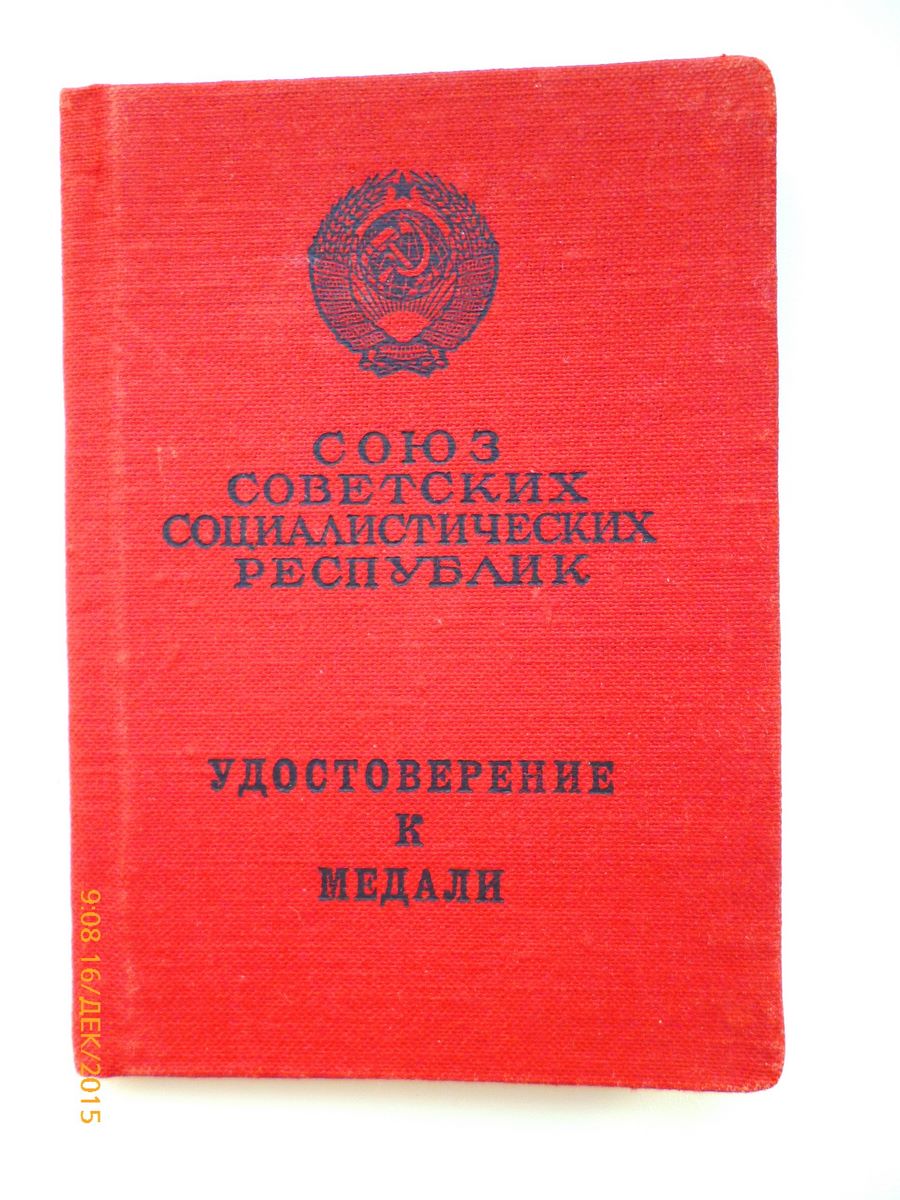 СОЮЗ
СОВЕТСКИХ
СОЦИАЛИСТИЧЕСКИХ
РЕСПУБЛИК
УДОСТОВЕРЕНИЕ
К
МЕДАЛИ
9:08 16/ДЕК/2015